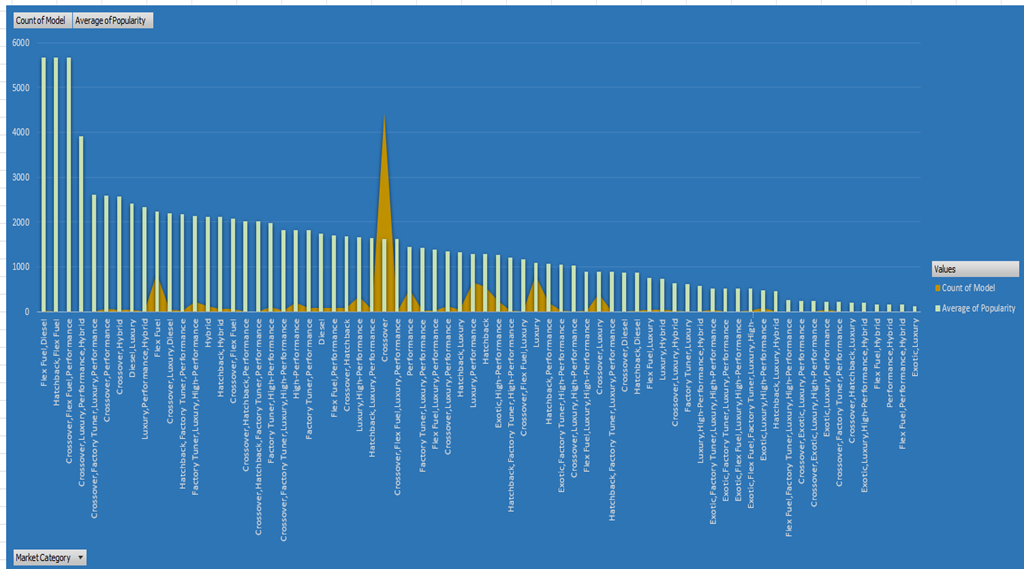 Count of Model
Average of Popularity
6000
5000
4000
3000
2000
1000
0
Flex Fuel,Diesel
Hatchback,Flex Fuel
Crossover,Flex Fuel,Performance
Crossover,Luxury,Performance,Hybrid
Crossover,Factory Tuner,Luxury,Performance
Crossover,Performance
Crossover,Hybrid
Diesel,Luxury
Luxury,Performance,Hybrid
Flex Fuel
Crossover,Luxury,Diesel
Hatchback,Factory Tuner,Performance
Factory Tuner,Luxury,High-Performance
Hybrid
Hatchback,Hybrid
Crossover,Flex Fuel
Crossover,Hatchback,Performance
Crossover,Hatchback,Factory Tuner,Performance
Factory Tuner,High-Performance
Crossover,Factory Tuner,Luxury,High-Performance
High-Performance
Factory Tuner,Performance
Diesel
Flex Fuel,Performance
Crossover,Hatchback
Luxury,High-Performance
Hatchback,Luxury,Performance
Crossover
Crossover,Flex Fuel,Luxury,Performance
Performance
Factory Tuner,Luxury,Performance
Flex Fuel,Luxury,Performance
Crossover,Luxury,Performance
Hatchback,Luxury
Luxury,Performance
Hatchback
Exotic,High-Performance
Hatchback,Factory Tuner,High-Performance
Crossover,Flex Fuel,Luxury
Luxury
Hatchback,Performance
Exotic,Factory Tuner,High-Performance
Crossover,Luxury,High-Performance
Flex Fuel,Luxury,High-Performance
Crossover,Luxury
Hatchback,Factory Tuner,Luxury,Performance
Crossover,Diesel
Hatchback,Diesel
Flex Fuel,Luxury
Luxury,Hybrid
Crossover,Luxury,Hybrid
Factory Tuner,Luxury
Luxury,High-Performance,Hybrid
Exotic,Factory Tuner,Luxury,High-Performance
Exotic,Factory Tuner,Luxury,Performance
Exotic,Flex Fuel,Luxury,High-Performance
Exotic,Flex Fuel,Factory Tuner,Luxury,High-
Exotic,Luxury,High-Performance
Hatchback,Luxury,Hybrid
Flex Fuel,Factory Tuner,Luxury,High-Performance
Crossover,Exotic,Luxury,Performance
Crossover,Exotic,Luxury,High-Performance
Exotic,Luxury,Performance
Crossover,Factory Tuner,Performance
Crossover,Hatchback,Luxury
Exotic,Luxury,High-Performance,Hybrid
Flex Fuel,Hybrid
Performance,Hybrid
Flex Fuel,Performance,Hybrid
Exotic,Luxury
Values
Count of Model
Average of Popularity
Market Category